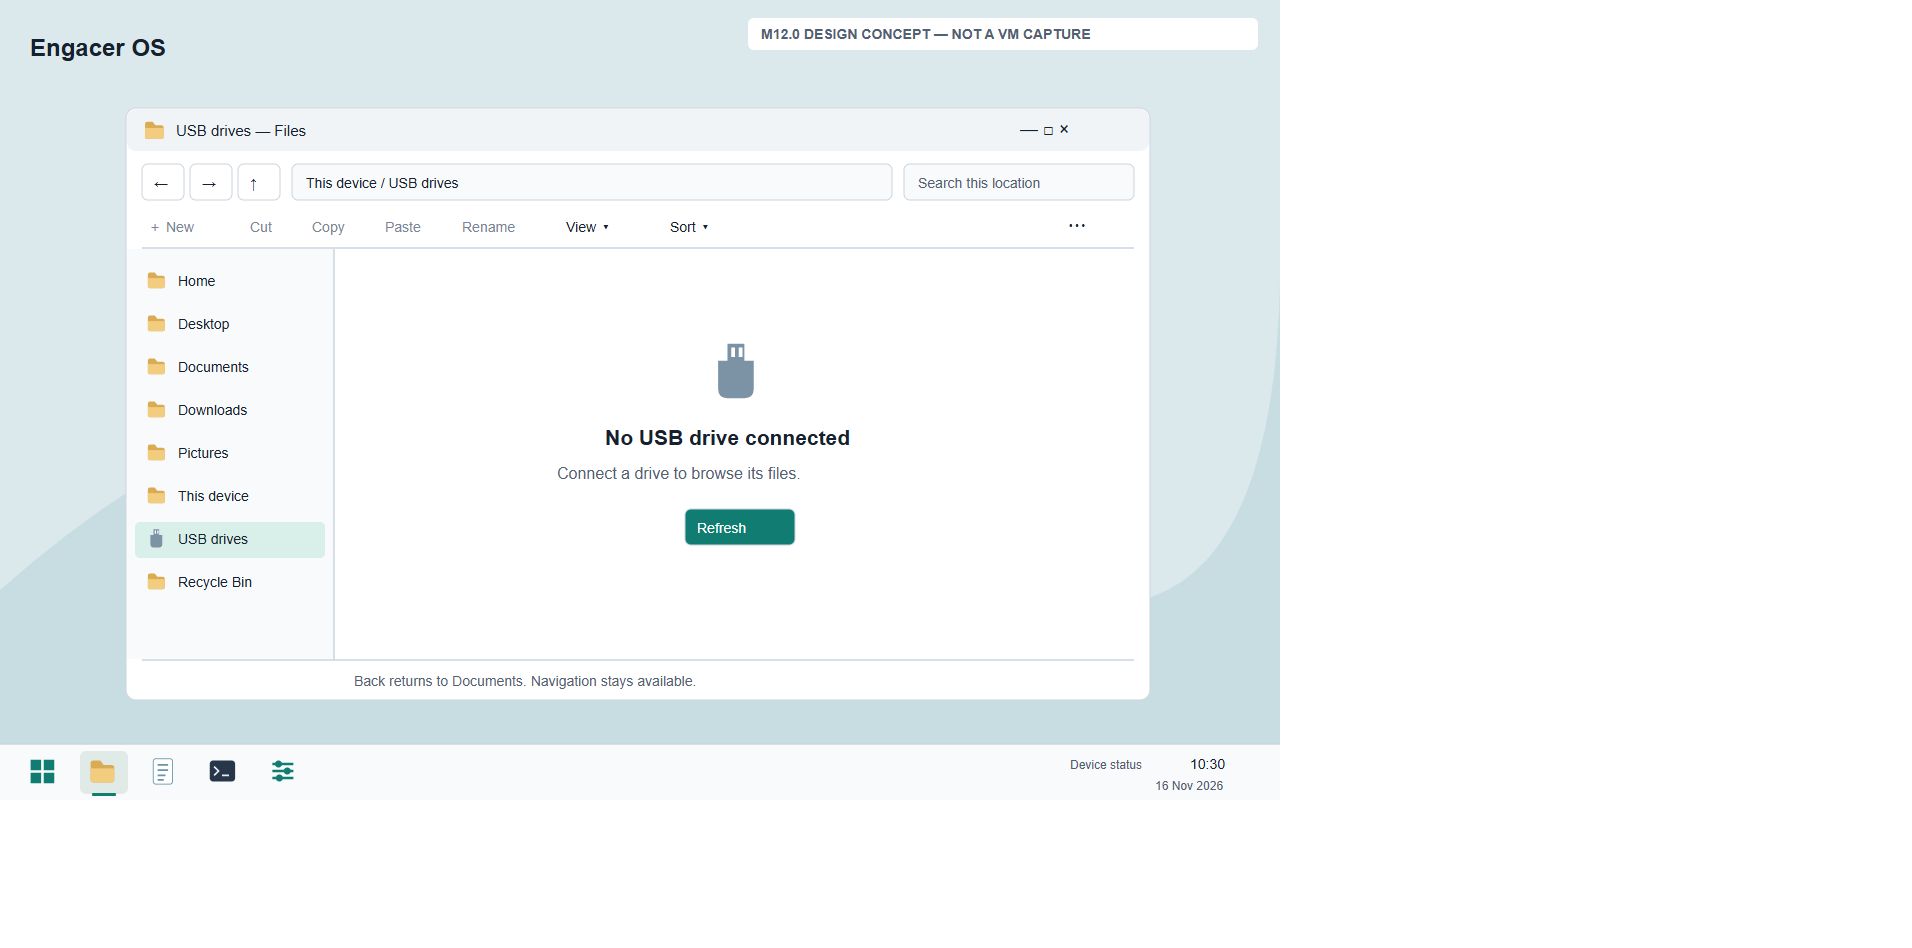 Engacer OS
M12.0 DESIGN CONCEPT — NOT A VM CAPTURE
USB drives — Files
This device / USB drives
Search this location
+ New Cut Copy Paste Rename View ▾ Sort ▾ ...
Home
Desktop
Documents
Downloads
Pictures
This device
USB drives
Recycle Bin
No USB drive connected
Connect a drive to browse its files.
Refresh
Back returns to Documents. Navigation stays available.
Device status 10:30
16 Nov 2026